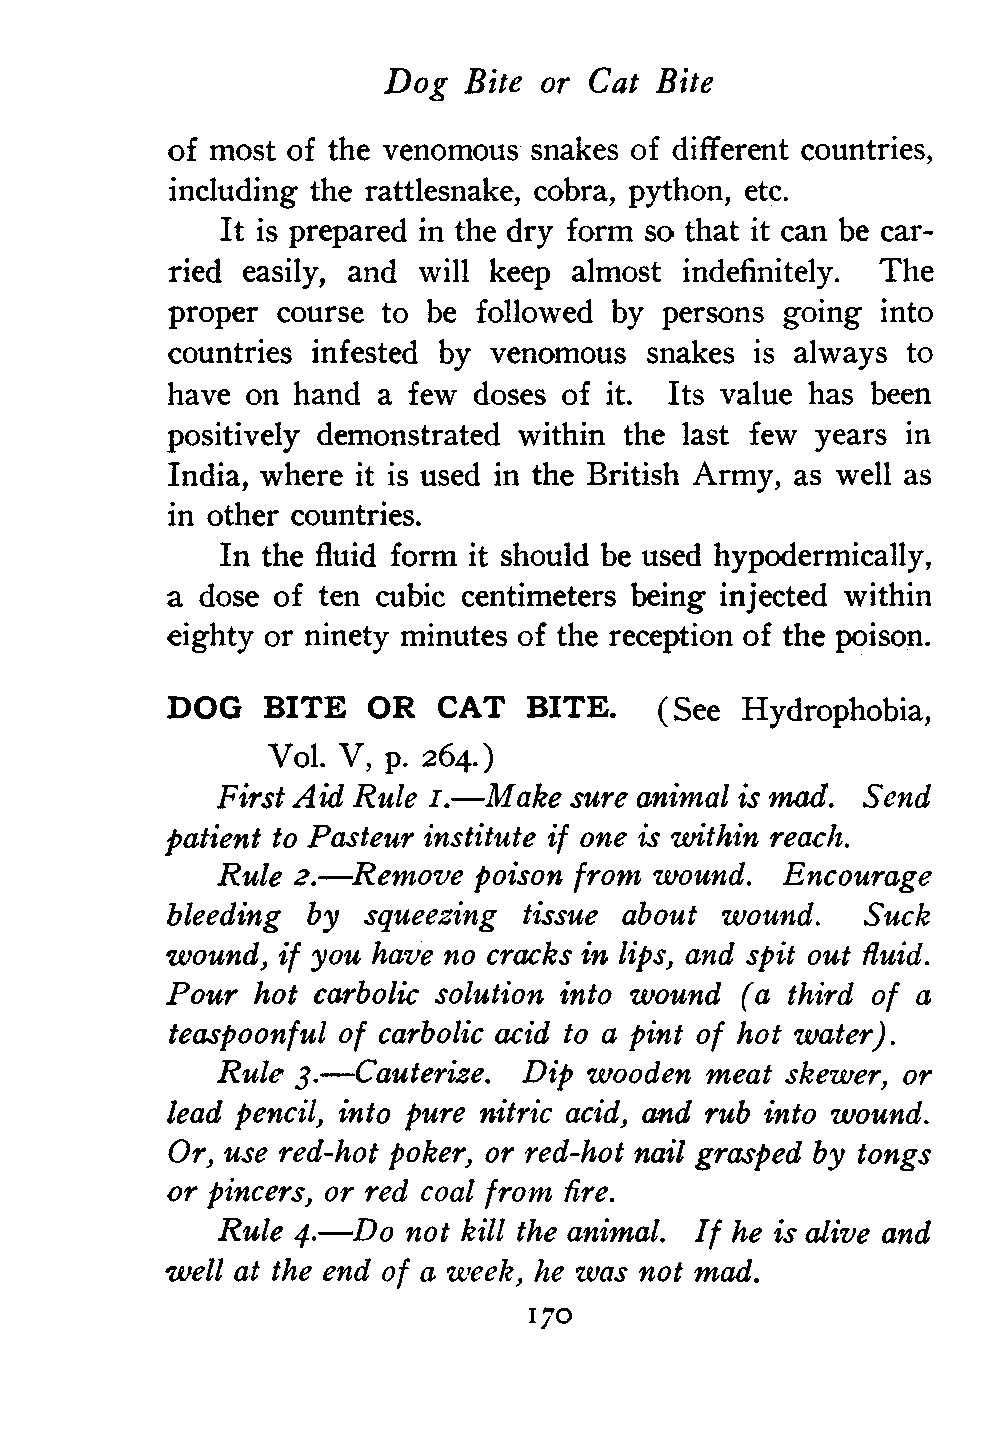 Dog Bite or Cat Bite
of most of the venomous snakes of different countries,
including the rattlesnake, cobra, python, etc.
It is prepared in the dry form so that it can be car-
ried easily, and will keep almost indefinitely. The
proper course to be followed by persons going into
countries infested by venomous snakes is always to
have on hand a few doses of it. Its value has been
positively demonstrated within the last few years in
India, where it is used in the British Army, as well as
in other countries.
In the fluid form it should be used hypodermically,
a dose of ten cubic centimeters being injected within
eighty or ninety minutes of the reception of the poison.
DOG BITE OR CAT BITE. (See Hydrophobia,
Vol. V, p. 264.)
First Aid Rule 1.—Make sure animal is mad. Send
patient to Pasteur institute if one is within reach.
Rule 2.—Remove poison from wound. Encourage
bleeding by squeezing tissue about wound. Suck
wound, if you have no cracks in lips, and spit out fluid.
Pour hot carbolic solution into wound (a third of a
teaspoonful of carbolic acid to a pint of hot water).
Rule 3.—Cauterize. Dip wooden meat skewer, or
lead pencil, into pure nitric acid, and rub into wound.
Or, use red-hot poker, or red-hot nail grasped by tongs
or pincers, or red coal from fire.
Rule 4.—Do not kill the animal. If he is alive and
well at the end of a week, he was not mad.
170